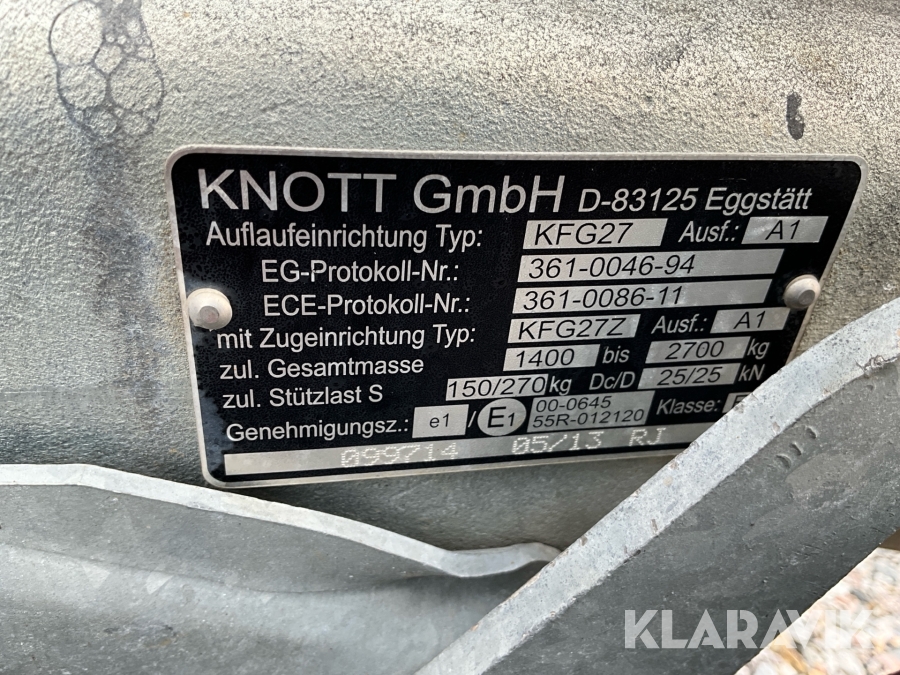 KNOTT GmbH D-83125 Eggstätt
Auflaufeinrichtung Typ: KFG27 Ausf.: A1
EG-Protokoll-Nr.: 361-0046-94
ECE-Protokoll-Nr.: 361-0086-11
mit Zugeinrichtung Typ: KFG27Z Ausf.: A1
zul. Gesamtmasse 1400 bis 2700 kg
zul. Stützlast S 150/270 kg Dc/D 25/25 kN
Genehmigungsz.: e1 / E1 00-0645 Klasse:
55R-012120
099/14 05/13 RJ
KLARAVIK